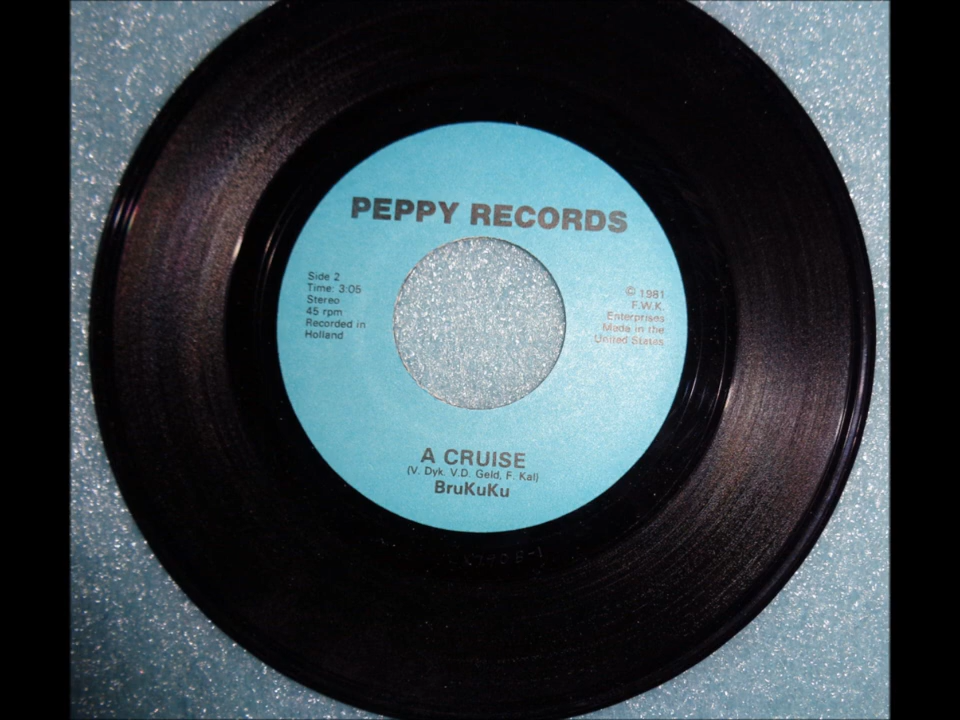 PEPPY RECORDS
Side 2
Time: 3:05
Stereo
45 rpm
Recorded in
Holland
© 1981
F.W.K.
Enterprises
Made in the
United States
A CRUISE
(V. Dyk. V.D. Geld, F. Kal)
BruKuKu